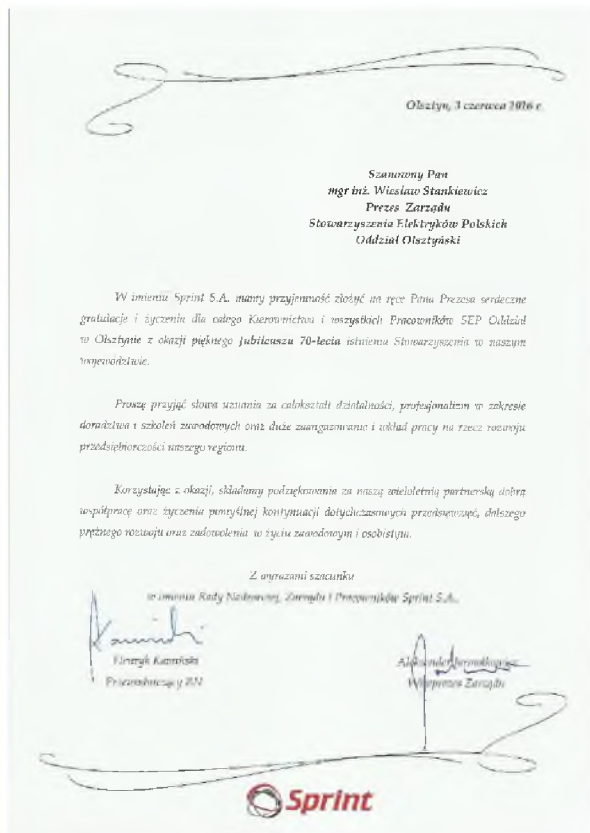 Olsztyn, 3 czerwca 2016 r.
Szanowny Pan
mgr inż. Wiesław Stankiewicz
Prezes Zarządu
Stowarzyszenia Elektryków Polskich
Oddział Olsztyński
W imieniu Sprint S.A. mamy przyjemność złożyć na ręce Pana Prezesa serdeczne
gratulacje i życzenia dla całego Kierownictwa i wszystkich Pracowników SEP Oddział
w Olsztynie z okazji pięknego Jubileuszu 70-lecia istnienia Stowarzyszenia w naszym
województwie.
Proszę przyjąć słowa uznania za całokształt działalności, profesjonalizm w zakresie
doradztwa i szkoleń zawodowych oraz duże zaangażowanie i wkład pracy na rzecz rozwoju
przedsiębiorczości naszego regionu.
Korzystając z okazji, składamy podziękowania za naszą wieloletnią partnerską dobrą
współpracę oraz życzenia pomyślnej kontynuacji dotychczasowych przedsięwzięć, dalszego
prężnego rozwoju oraz zadowolenia w życiu zawodowym i osobistym.
Z wyrazami szacunku
w imieniu Rady Nadzorczej, Zarządu i Pracowników Sprint S.A.
Henryk Kamiński
Przewodniczący RN
Aleksander
Wiceprezes Zarządu
Sprint